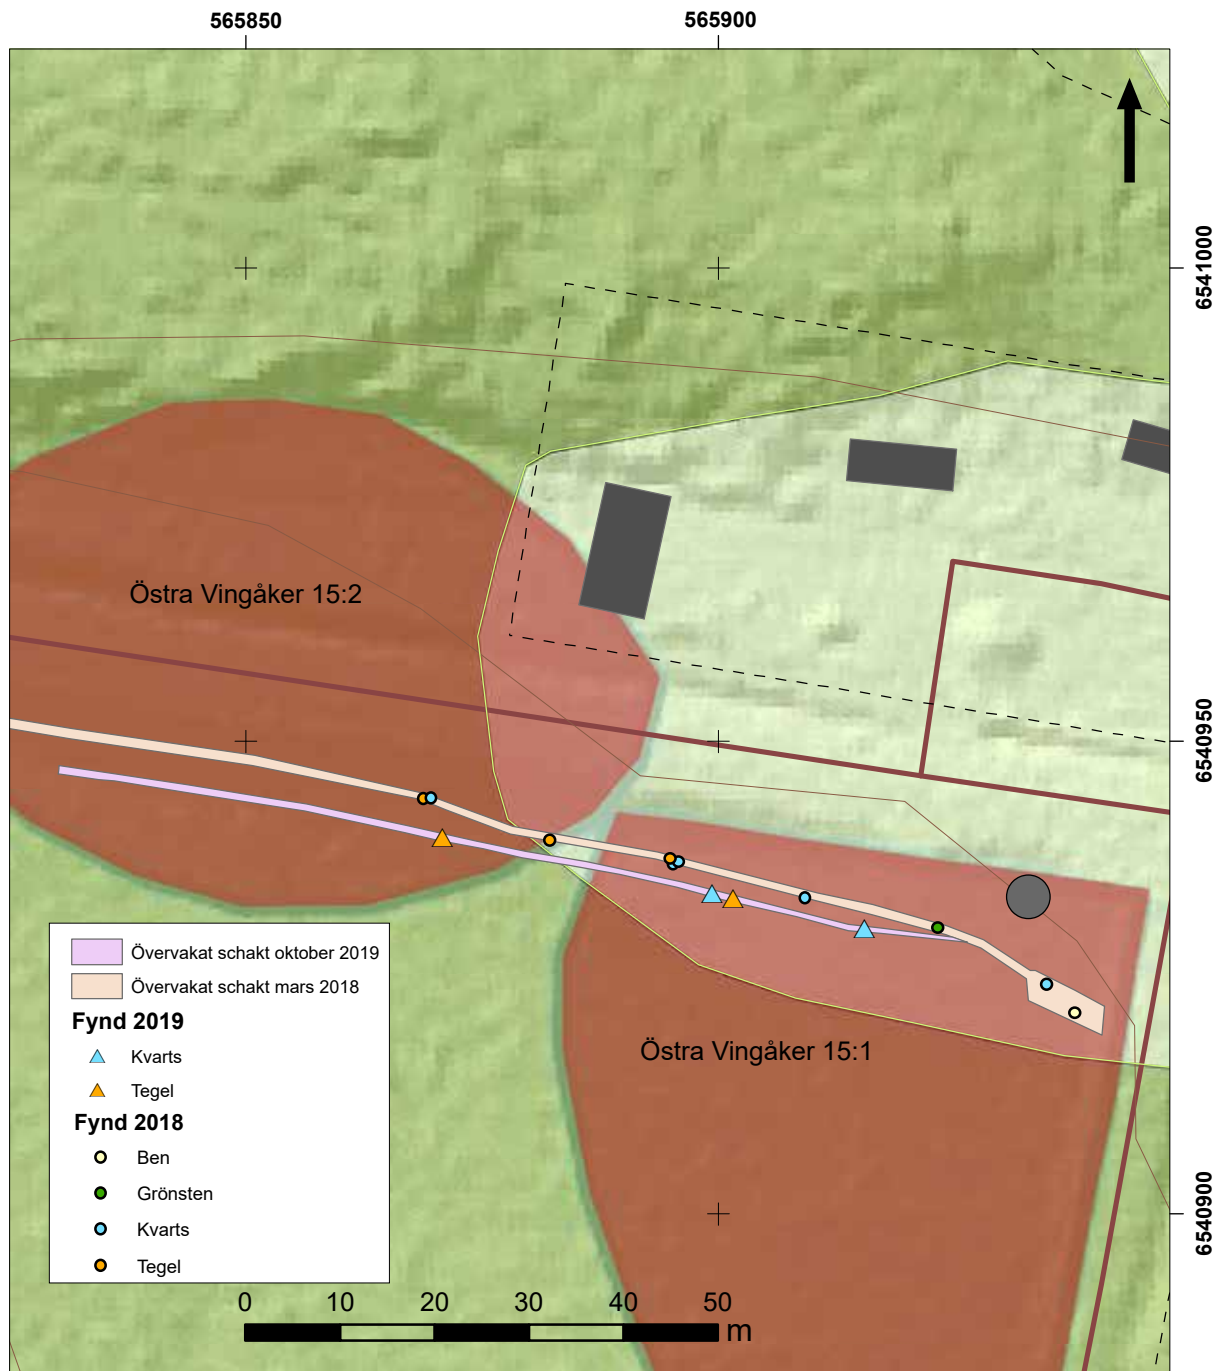 565850
565900
6541000
Östra Vingåker 15:2
6540950
Övervakat schakt oktober 2019
Övervakat schakt mars 2018
Fynd 2019
Kvarts
Tegel
Fynd 2018
Ben
Grönsten
Kvarts
Tegel
Östra Vingåker 15:1
6540900
0 10 20 30 40 50
m